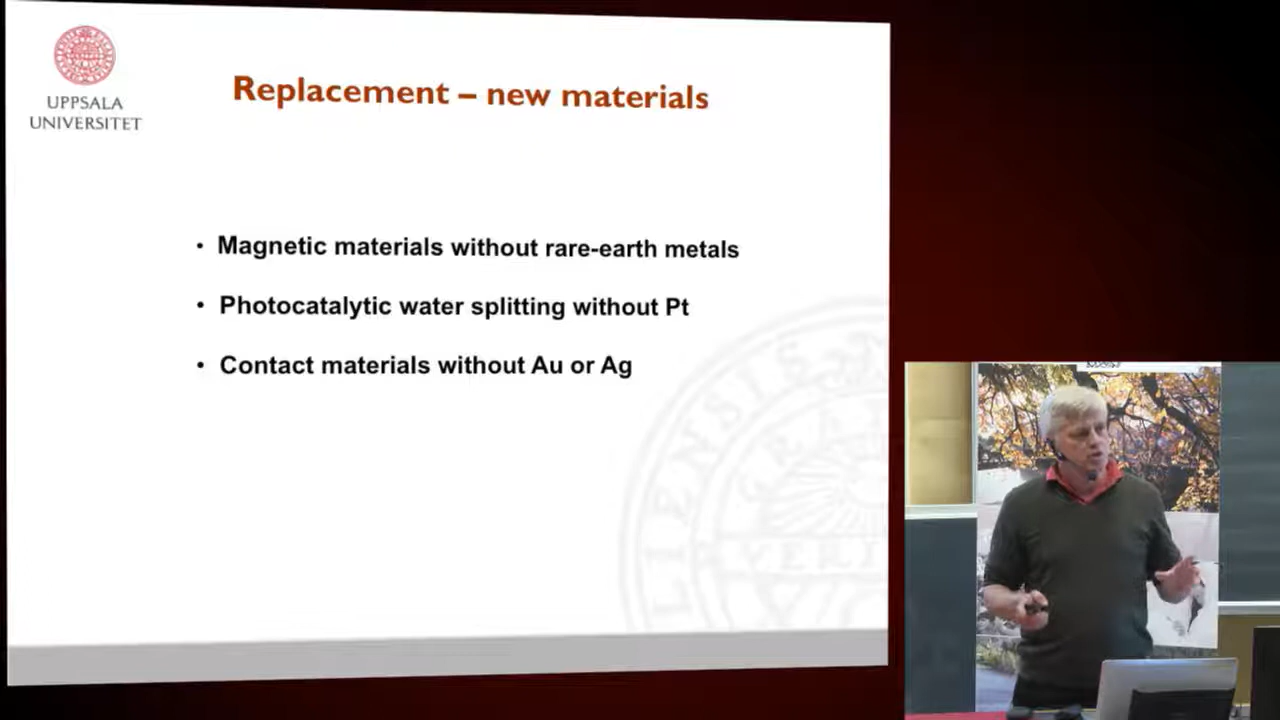 UPPSALA
UNIVERSITET
Replacement – new materials
• Magnetic materials without rare-earth metals
• Photocatalytic water splitting without Pt
• Contact materials without Au or Ag